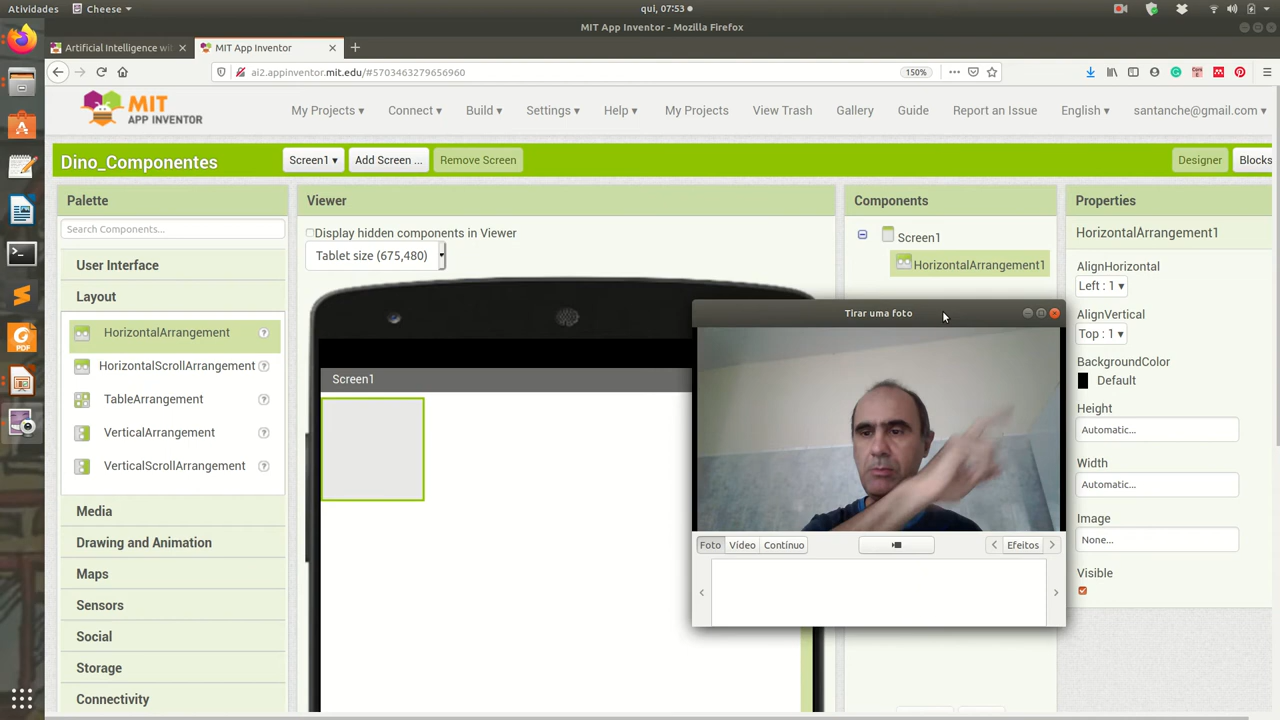 Atividades
Cheese ▾
qui, 07:53
MIT App Inventor - Mozilla Firefox
Artificial Intelligence wi
MIT App Inventor
ai2.appinventor.mit.edu/#5703463279656960
150%
MIT
APP INVENTOR
My Projects ▾
Connect ▾
Build ▾
Settings ▾
Help ▾
My Projects
View Trash
Gallery
Guide
Report an Issue
English ▾
santanche@gmail.com ▾
Dino_Componentes
Screen1 ▾
Add Screen ...
Remove Screen
Designer
Blocks
Palette
Viewer
Components
Properties
Search Components...
Display hidden components in Viewer
Tablet size (675,480)
Screen1
HorizontalArrangement1
HorizontalArrangement1
User Interface
Layout
HorizontalArrangement
HorizontalScrollArrangement
TableArrangement
VerticalArrangement
VerticalScrollArrangement
Media
Drawing and Animation
Maps
Sensors
Social
Storage
Connectivity
Screen1
Tirar uma foto
Foto
Vídeo
Contínuo
Efeitos
AlignHorizontal
Left : 1 ▾
AlignVertical
Top : 1 ▾
BackgroundColor
Default
Height
Automatic...
Width
Automatic...
Image
None...
Visible